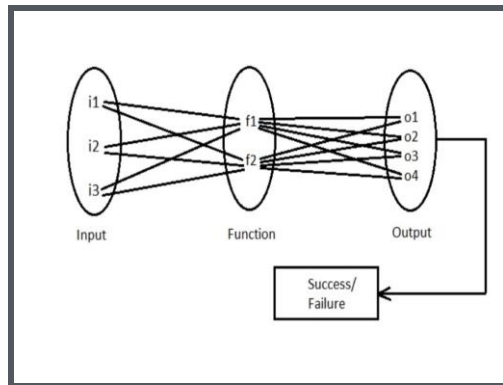 i1
i2
i3
f1
f2
o1
o2
o3
o4
Input
Function
Output
Success/
Failure